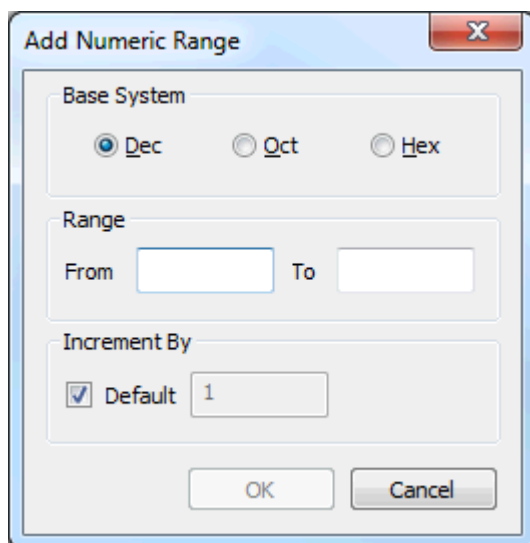 Add Numeric Range
Base System
Dec Oct Hex
Range
From To
Increment By
Default 1
OK Cancel